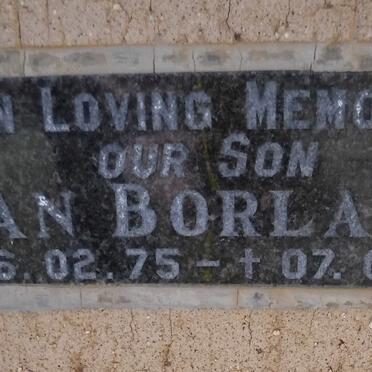 N LOVING MEMO
OUR SON
AN BORLA
6.02.75 - † 07.